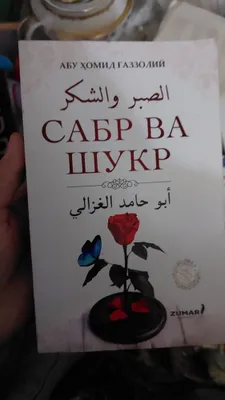 АБУ ҲОМИД ҒАЗЗОЛИЙ
الصبر والشكر
САБР ВА
ШУКР
أبو حامد الغزالي
ZUMAR